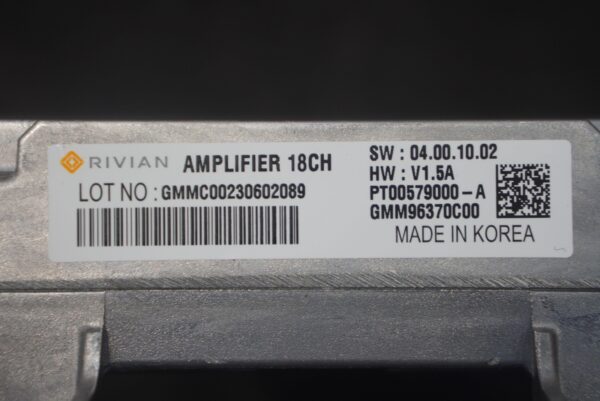 RIVIAN AMPLIFIER 18CH
LOT NO : GMMC00230602089
SW : 04.00.10.02
HW : V1.5A
PT00579000-A
GMM96370C00
MADE IN KOREA